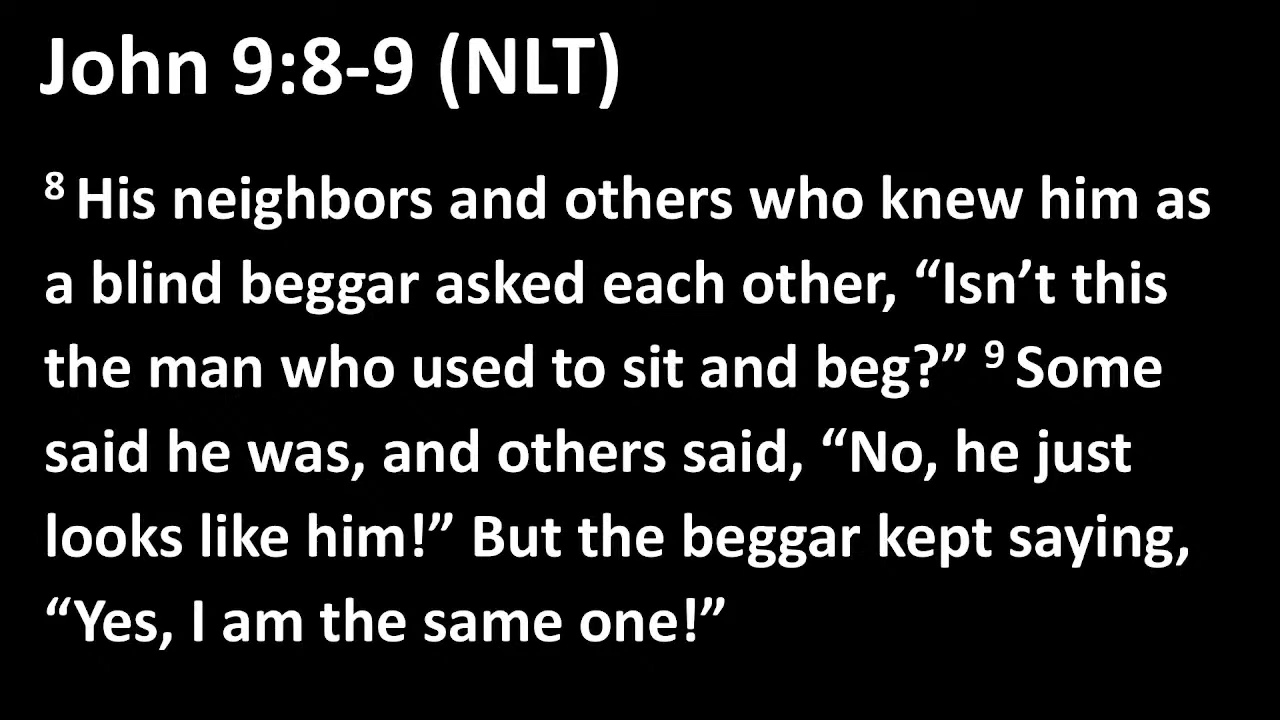 John 9:8-9 (NLT)
⁸ His neighbors and others who knew him as
a blind beggar asked each other, “Isn’t this
the man who used to sit and beg?” ⁹ Some
said he was, and others said, “No, he just
looks like him!” But the beggar kept saying,
“Yes, I am the same one!”